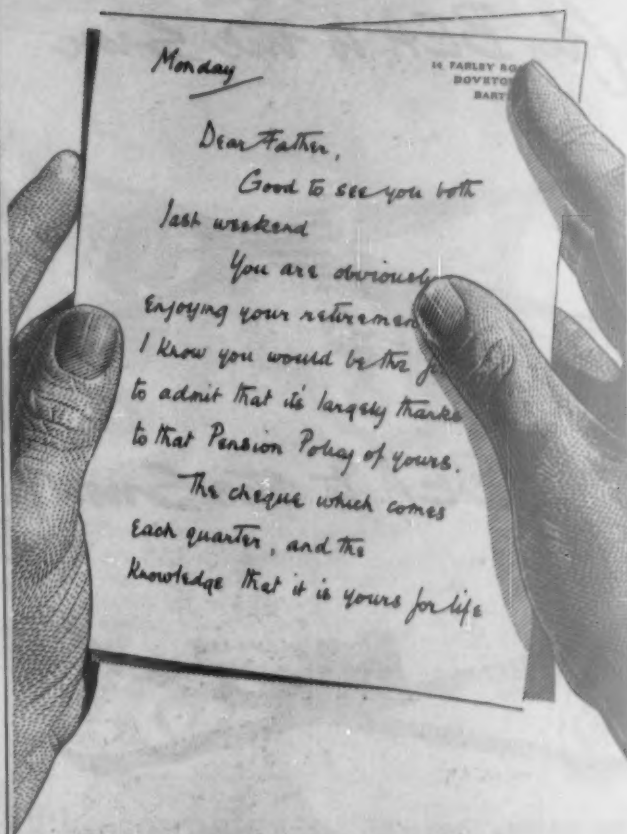 Monday
14 FARLEY
Dear Father,
Good to see you both
last weekend
You are obviously
enjoying your
I know you would be the
to admit that it's largely thanks
to that Pension Policy of yours.
The cheque which comes
each quarter, and the
knowledge that it is yours for life